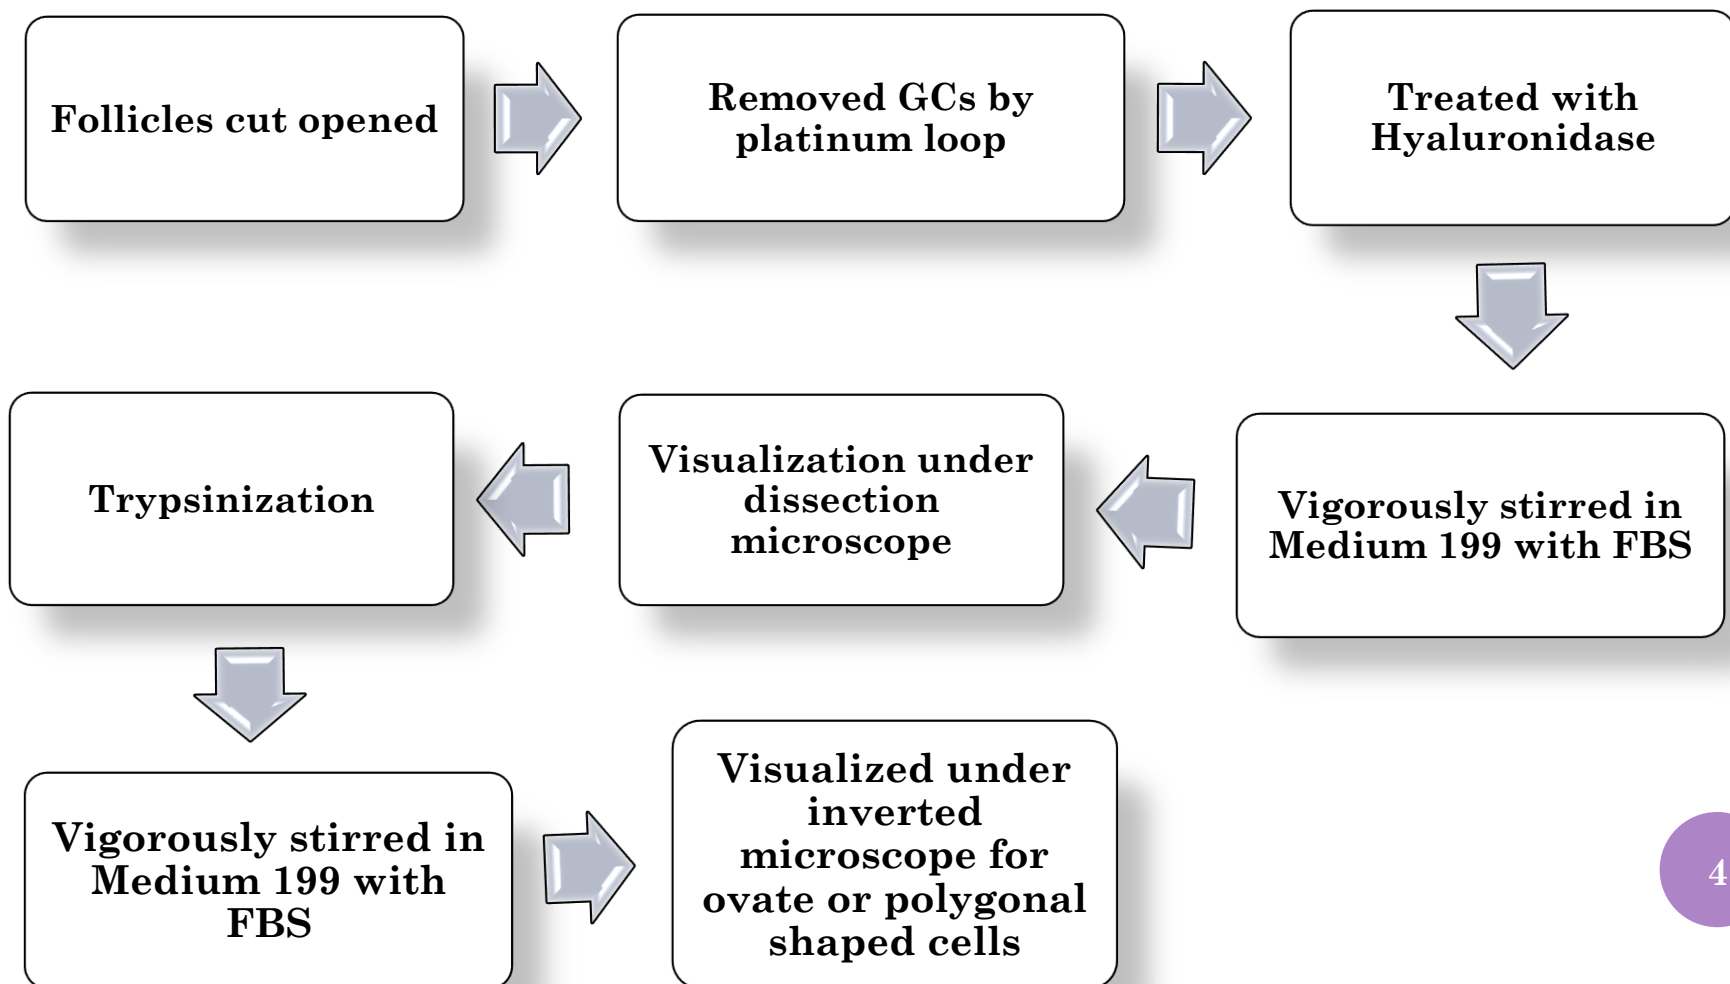 Follicles cut opened
Removed GCs by
platinum loop
Treated with
Hyaluronidase
Vigorously stirred in
Medium 199 with FBS
Visualization under
dissection
microscope
Trypsinization
Vigorously stirred in
Medium 199 with
FBS
Visualized under
inverted
microscope for
ovate or polygonal
shaped cells
4